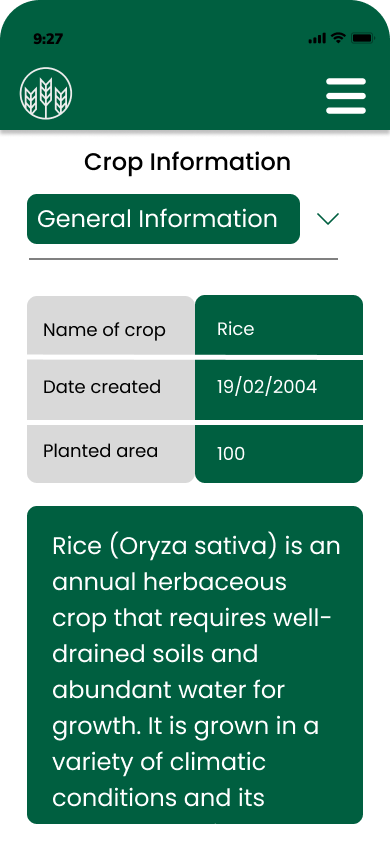 9:27
Crop Information
General Information
Name of crop Rice
Date created 19/02/2004
Planted area 100
Rice (Oryza sativa) is an
annual herbaceous
crop that requires well-
drained soils and
abundant water for
growth. It is grown in a
variety of climatic
conditions and its